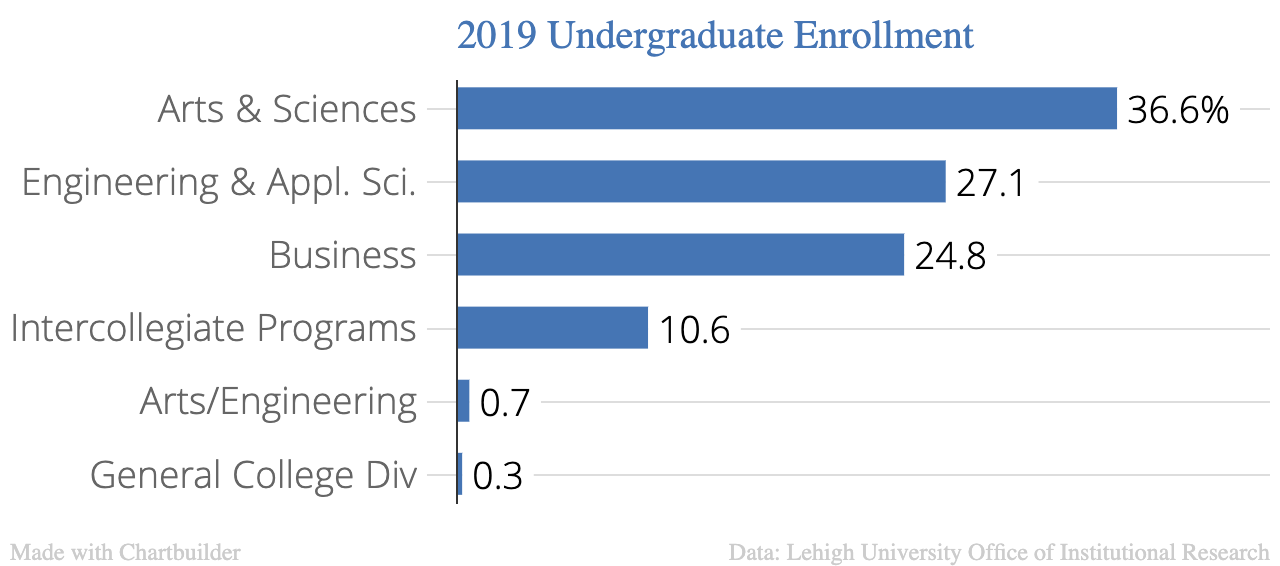 2019 Undergraduate Enrollment
Arts & Sciences 36.6%
Engineering & Appl. Sci. 27.1
Business 24.8
Intercollegiate Programs 10.6
Arts/Engineering 0.7
General College Div 0.3
Made with Chartbuilder Data: Lehigh University Office of Institutional Research